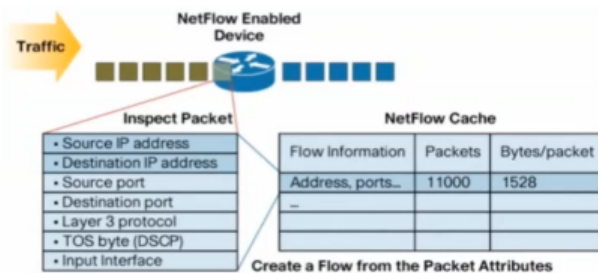 NetFlow Enabled
Device
Traffic
Inspect Packet
• Source IP address
• Destination IP address
• Source port
• Destination port
• Layer 3 protocol
• TOS byte (DSCP)
• Input Interface
NetFlow Cache
Flow Information Packets Bytes/packet
Address, ports... 11000 1528
...
Create a Flow from the Packet Attributes